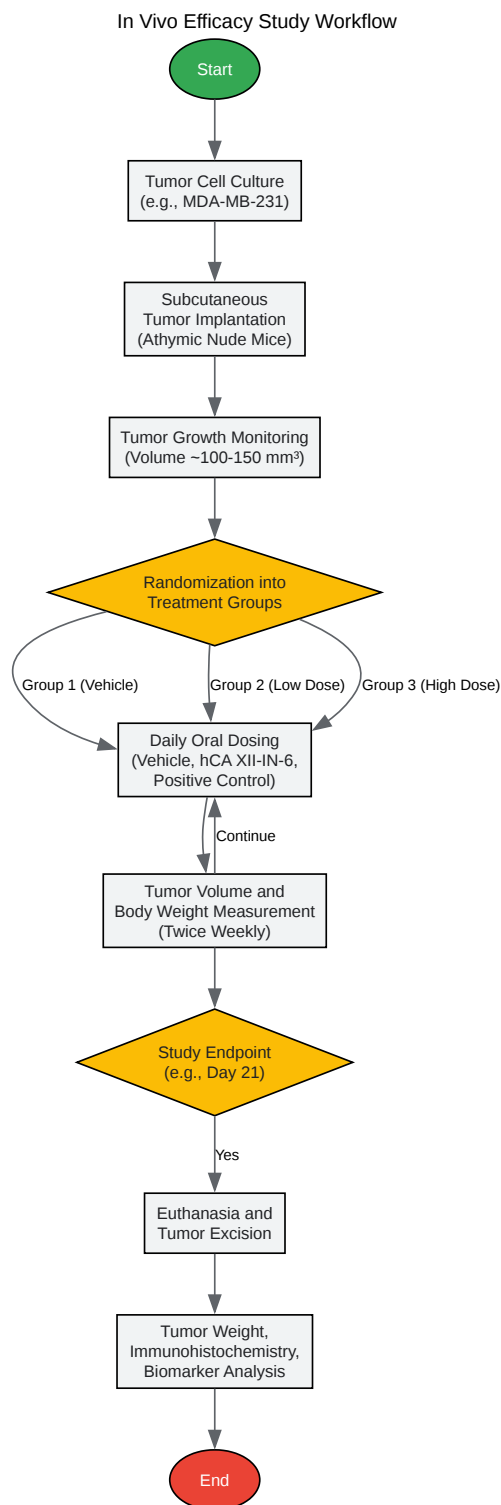 In Vivo Efficacy Study Workflow
Start
Tumor Cell Culture
(e.g., MDA-MB-231)
Subcutaneous
Tumor Implantation
(Athymic Nude Mice)
Tumor Growth Monitoring
(Volume ~100-150 mm³)
Randomization into
Treatment Groups
Group 1 (Vehicle)
Group 2 (Low Dose)
Group 3 (High Dose)
Daily Oral Dosing
(Vehicle, hCA XII-IN-6,
Positive Control)
Continue
Tumor Volume and
Body Weight Measurement
(Twice Weekly)
Study Endpoint
(e.g., Day 21)
Yes
Euthanasia and
Tumor Excision
Tumor Weight,
Immunohistochemistry,
Biomarker Analysis
End